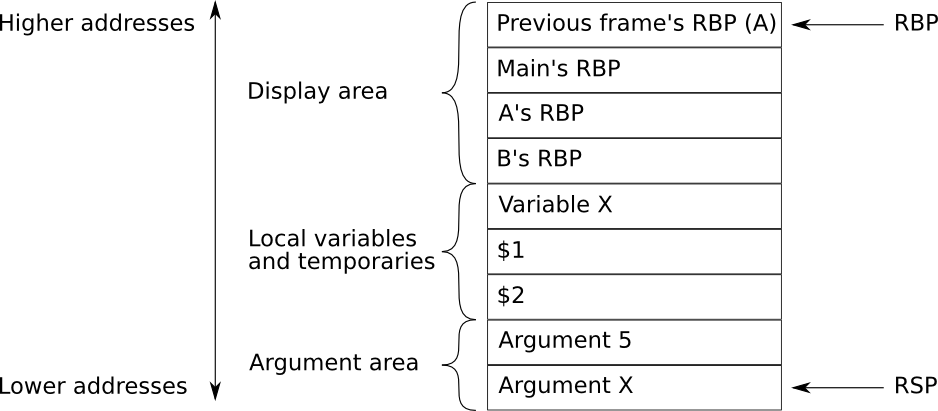 Higher addresses
Previous frame's RBP (A)
RBP
Main's RBP
Display area
A's RBP
B's RBP
Variable X
Local variables
and temporaries
$1
$2
Argument 5
Argument area
Lower addresses
Argument X
RSP